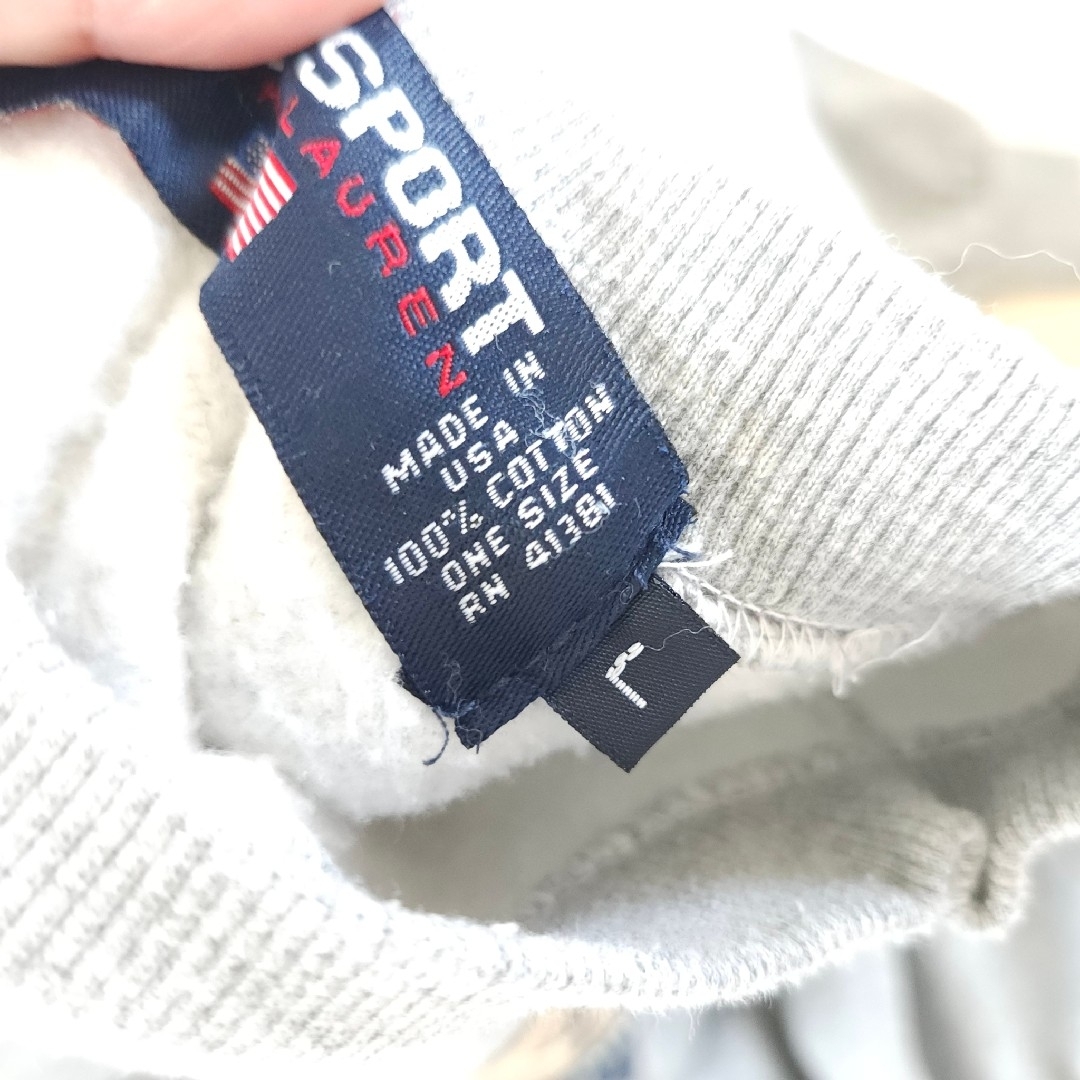 SPORT
LAUREN
MADE IN
USA
100% COTTON
ONE SIZE
RN 41381
L